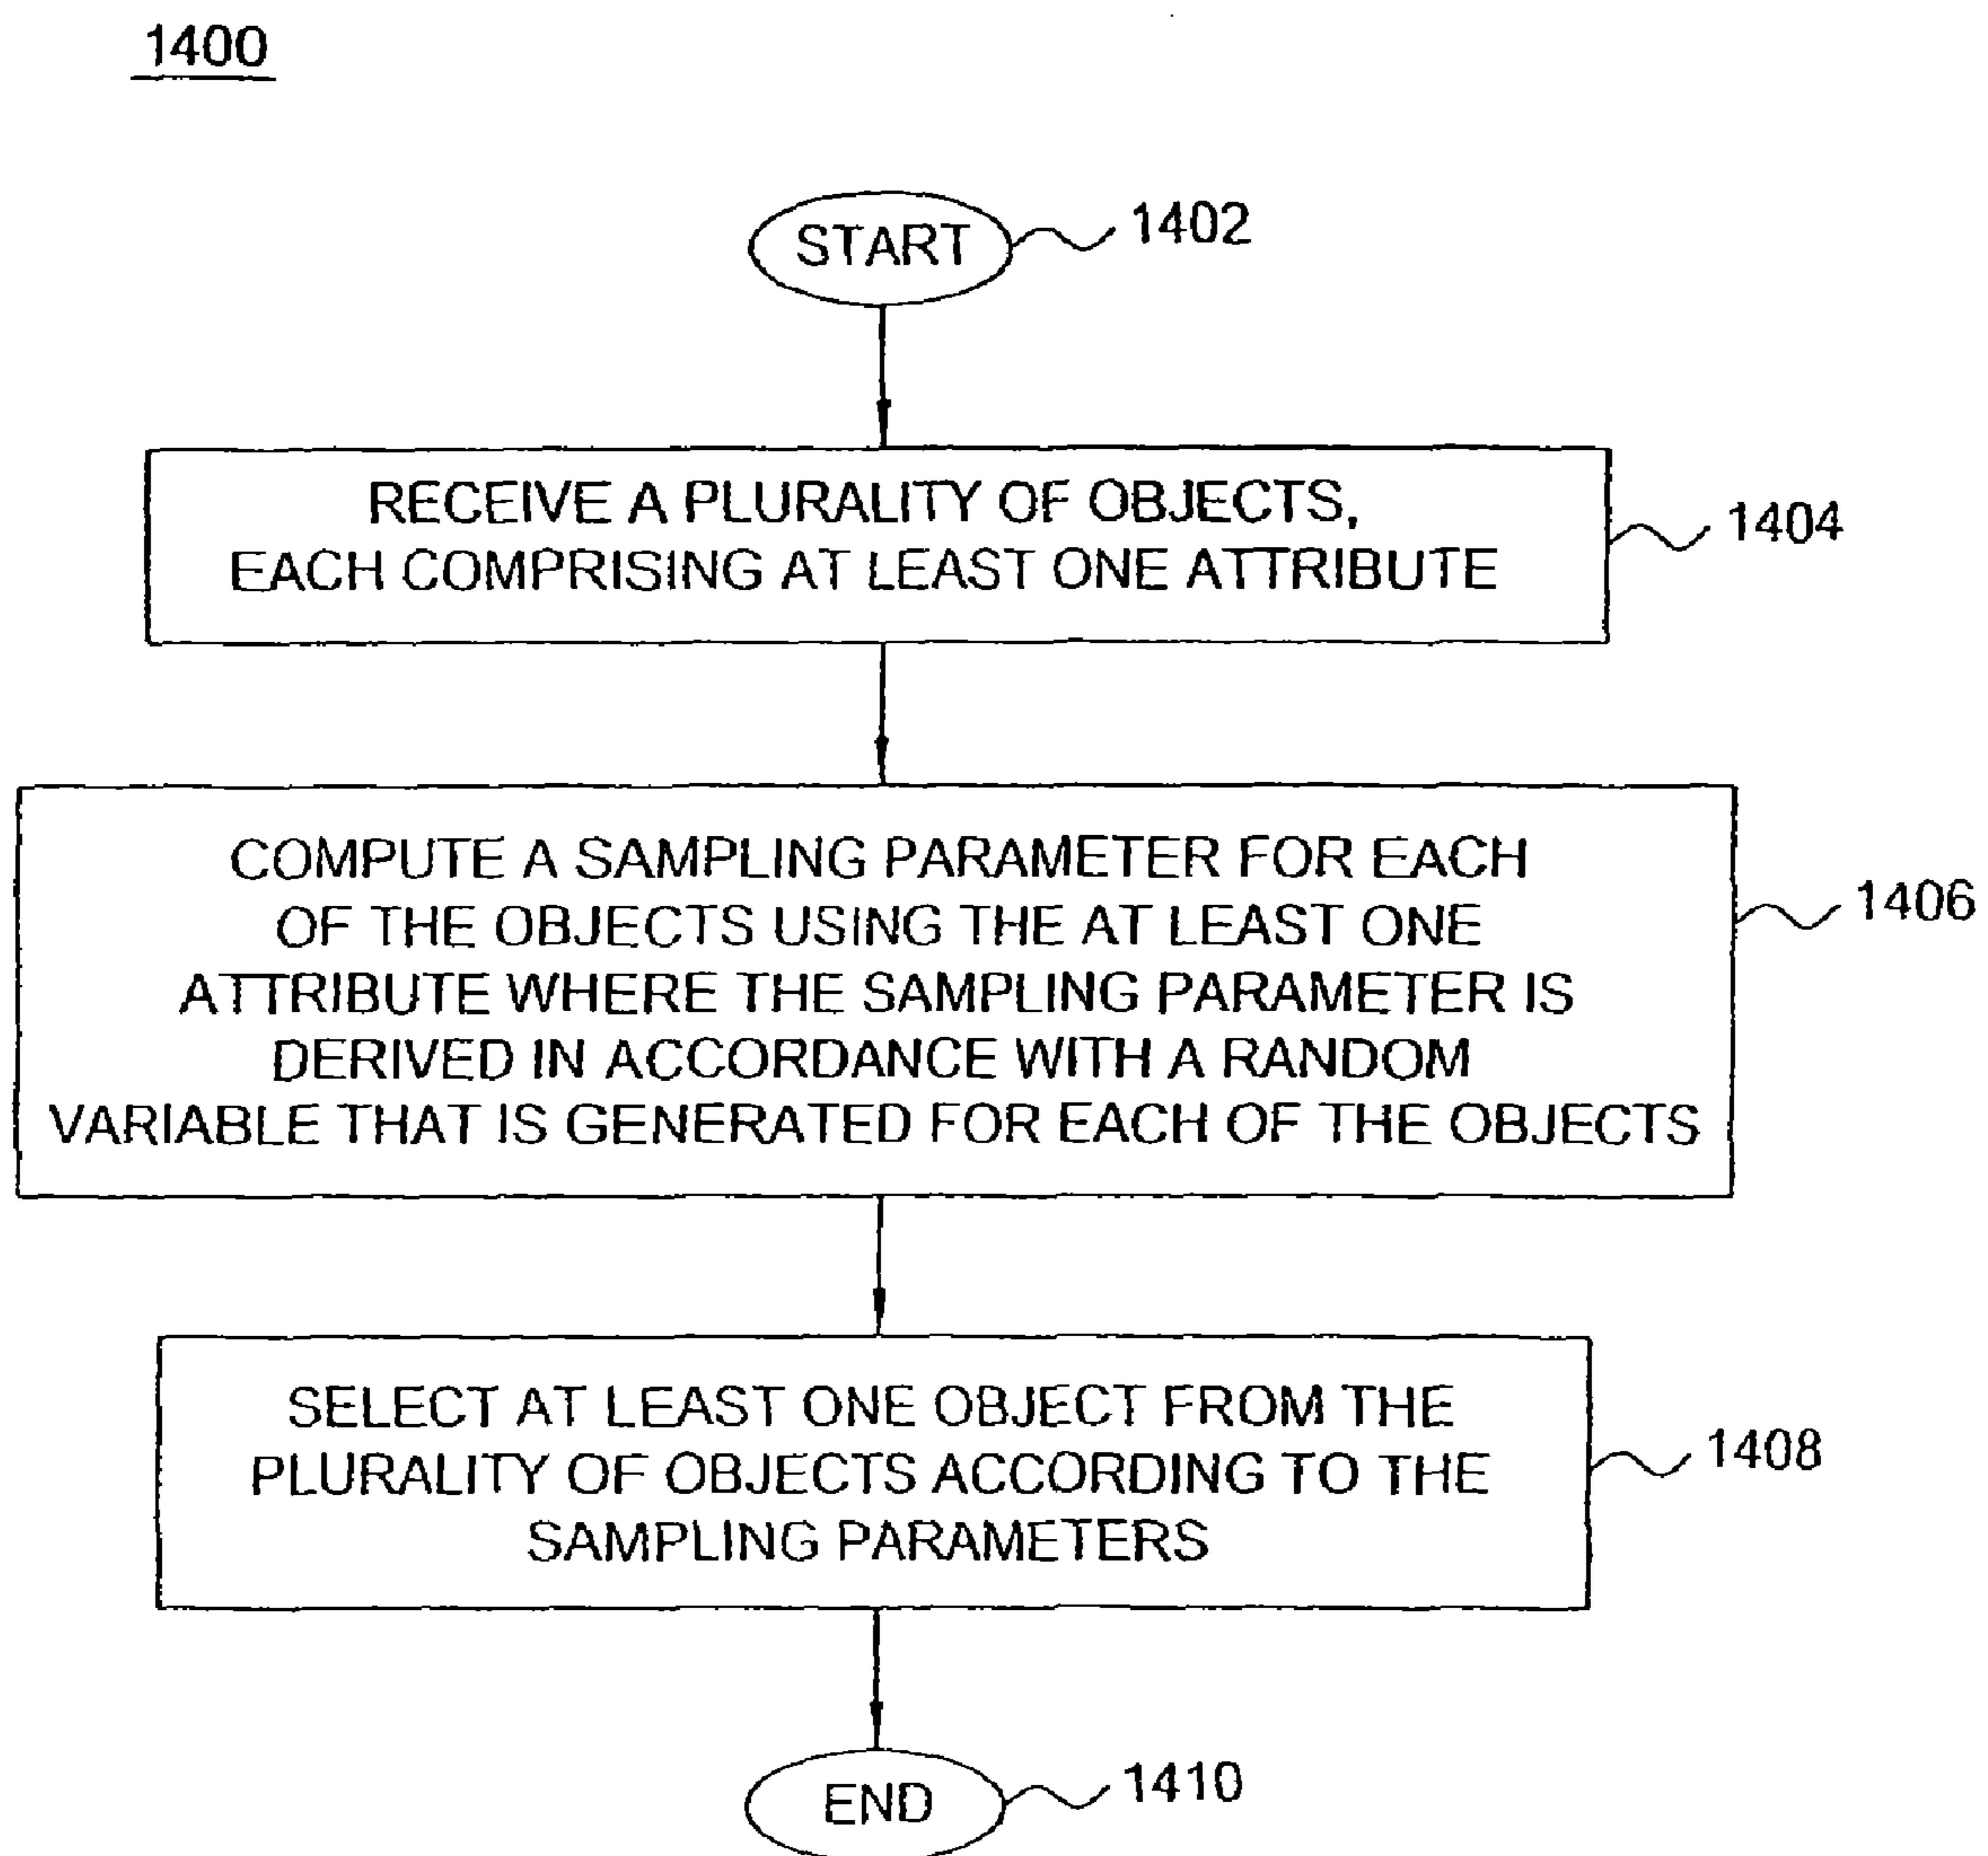 1400
START
1402
RECEIVE A PLURALITY OF OBJECTS,
EACH COMPRISING AT LEAST ONE ATTRIBUTE
1404
COMPUTE A SAMPLING PARAMETER FOR EACH
OF THE OBJECTS USING THE AT LEAST ONE
ATTRIBUTE WHERE THE SAMPLING PARAMETER IS
DERIVED IN ACCORDANCE WITH A RANDOM
VARIABLE THAT IS GENERATED FOR EACH OF THE OBJECTS
1406
SELECT AT LEAST ONE OBJECT FROM THE
PLURALITY OF OBJECTS ACCORDING TO THE
SAMPLING PARAMETERS
1408
END
1410